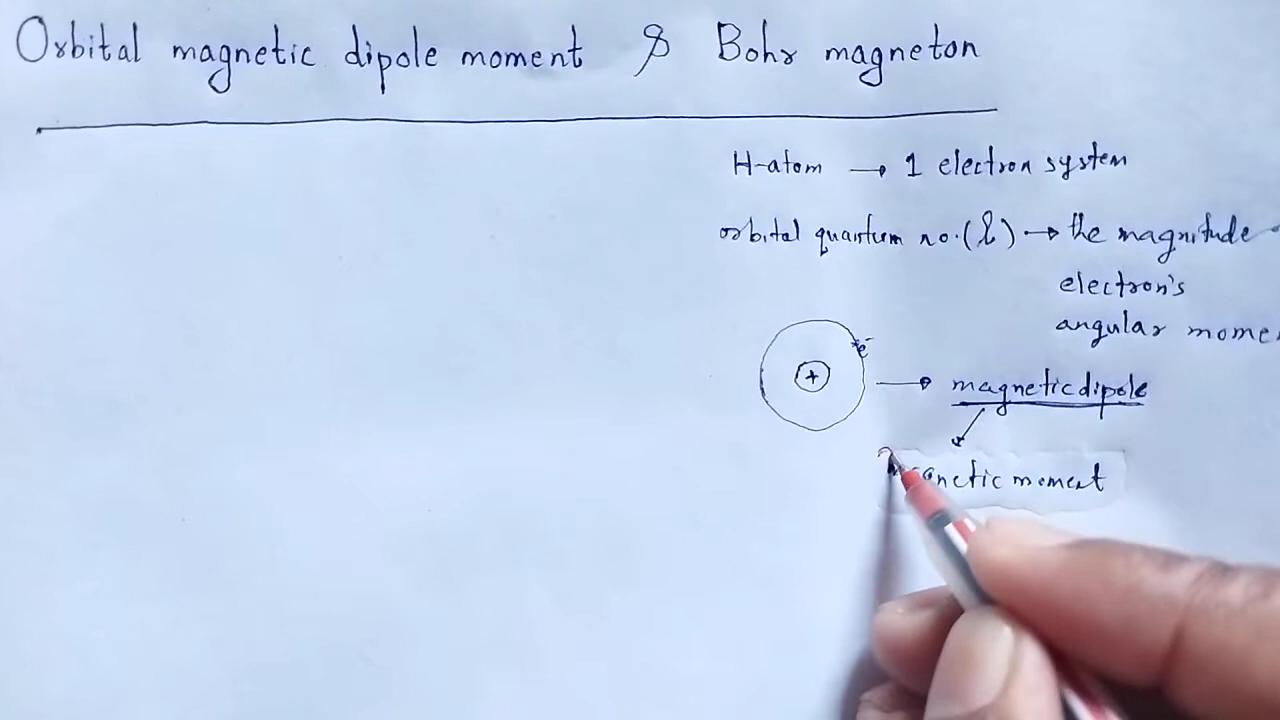 Orbital magnetic dipole moment & Bohr magneton
H-atom → 1 electron system
orbital quantum no. (l) → the magnitude
electron's
angular mome
e⁻
+
→ magnetic dipole
netic moment